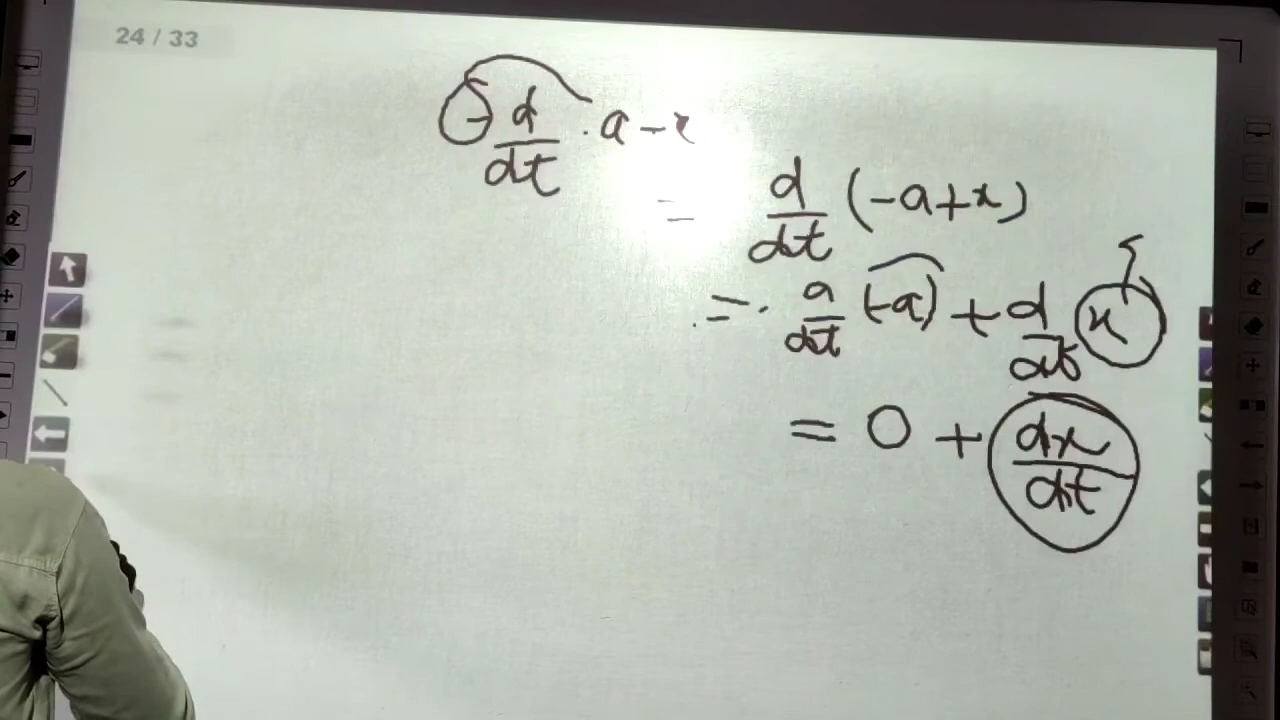 24 / 33
- d/dt . a - x
= d/dt (-a+x)
= . a/dt (-a) + d/dt x
= 0 + dx/dt